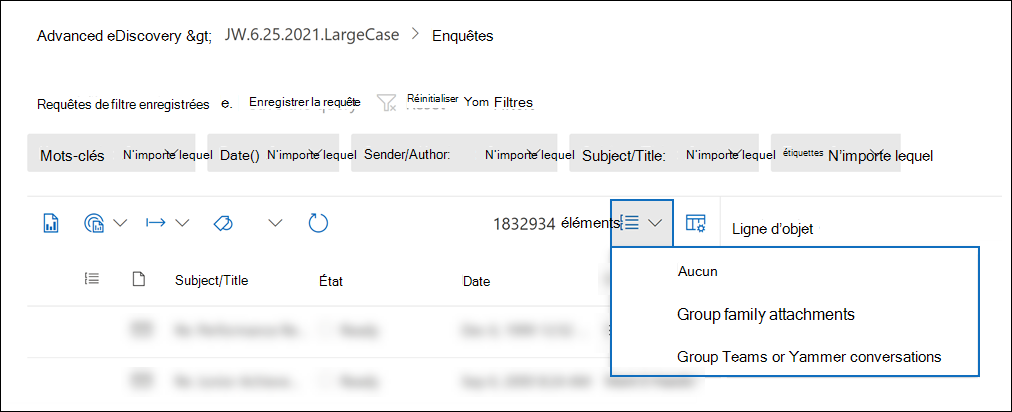 Advanced eDiscovery &gt; JW.6.25.2021.LargeCase > Enquêtes
Requêtes de filtre enregistrées e. Enregistrer la requête Réinitialiser Yom Filtres
Mots-clés N'importe lequel Date() N'importe lequel Sender/Author: N'importe lequel Subject/Title: N'importe lequel étiquettes N'importe lequel
1832934 éléments Ligne d'objet
Aucun
Subject/Title État Date
Group family attachments
Group Teams or Yammer conversations